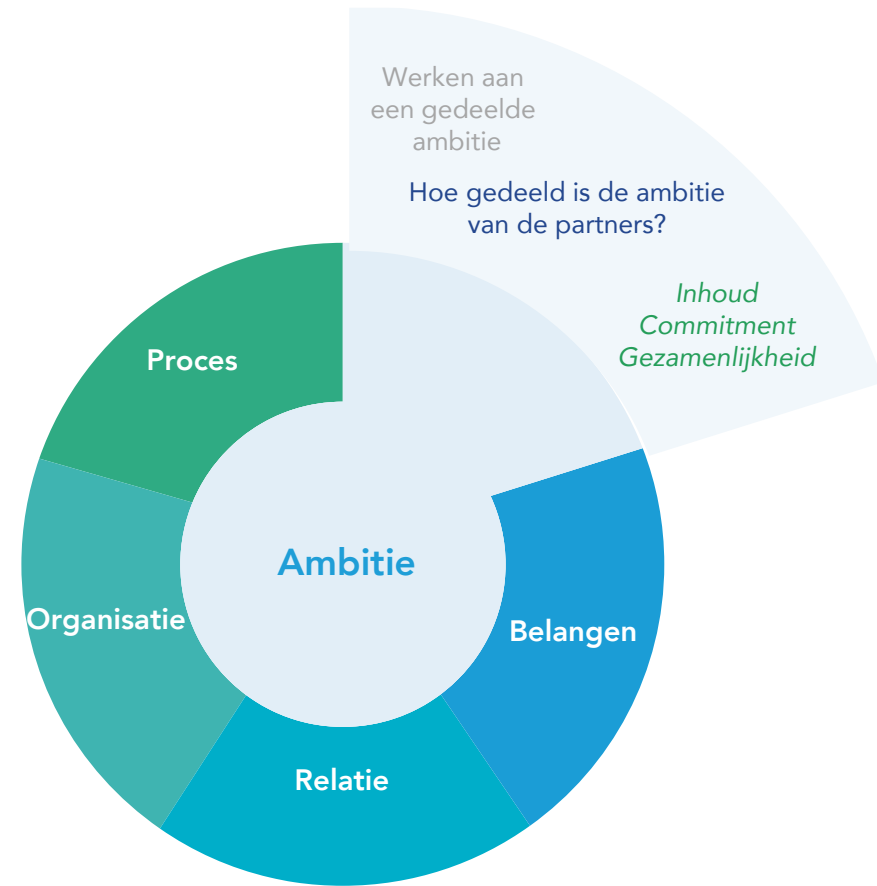 Werken aan
een gedeelde
ambitie
Hoe gedeeld is de ambitie
van de partners?
Inhoud
Commitment
Gezamenlijkheid
Proces
Ambitie
Organisatie
Belangen
Relatie